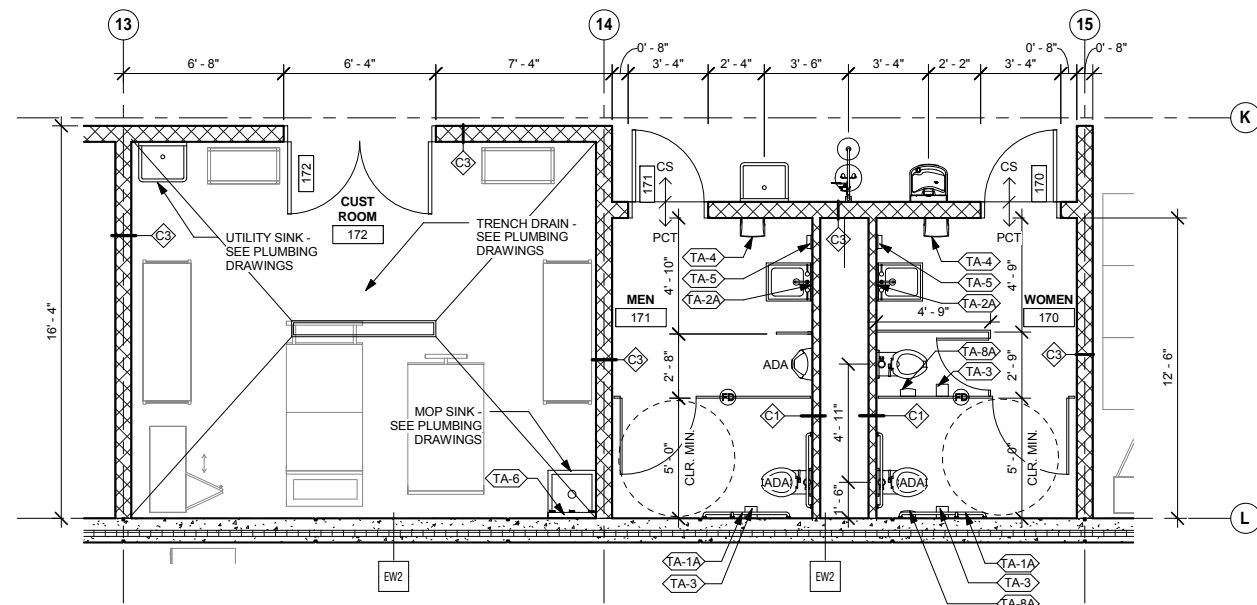 13
14
15
0' - 8"
0' - 8"
0' - 8"
6' - 8"
6' - 4"
7' - 4"
3' - 4"
2' - 4"
3' - 6"
3' - 4"
2' - 2"
3' - 4"
K
172
C3
171
CS
CS
170
CUST
ROOM
172
PCT
C3
PCT
C3
UTILITY SINK -
SEE PLUMBING
DRAWINGS
TRENCH DRAIN -
SEE PLUMBING
DRAWINGS
TA-4
TA-5
TA-2A
TA-4
TA-5
TA-2A
4' - 10"
4' - 9"
MEN
171
4' - 9"
WOMEN
170
16' - 4"
12' - 6"
C3
ADA
2' - 8"
TA-8A
TA-3
2' - 9"
C3
FD
FD
MOP SINK -
SEE PLUMBING
DRAWINGS
C1
C1
4' - 11"
5' - 0"
CLR. MIN.
5' - 0"
CLR. MIN.
TA-6
ADA
ADA
1' - 6"
L
EW2
EW2
TA-1A
TA-3
TA-1A
TA-3
TA-8A